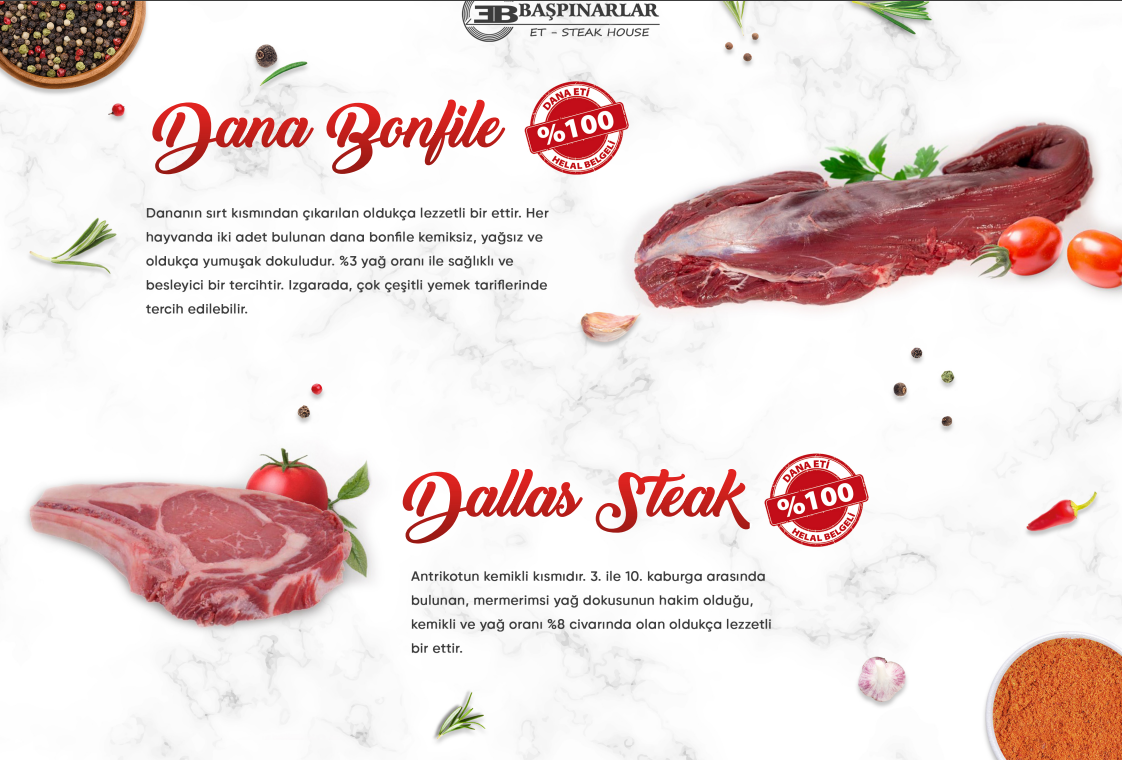 3B BAŞPINARLAR
ET - STEAK HOUSE
Dana Bonfile
DANA ETİ
%100
HELAL BELGELİ
Dananın sırt kısmından çıkarılan oldukça lezzetli bir ettir. Her
hayvanda iki adet bulunan dana bonfile kemiksiz, yağsız ve
oldukça yumuşak dokuludur. %3 yağ oranı ile sağlıklı ve
besleyici bir tercihtir. Izgarada, çok çeşitli yemek tariflerinde
tercih edilebilir.
Dallas Steak
DANA ETİ
%100
HELAL BELGELİ
Antrikotun kemikli kısmıdır. 3. ile 10. kaburga arasında
bulunan, mermerimsi yağ dokusunun hakim olduğu,
kemikli ve yağ oranı %8 civarında olan oldukça lezzetli
bir ettir.